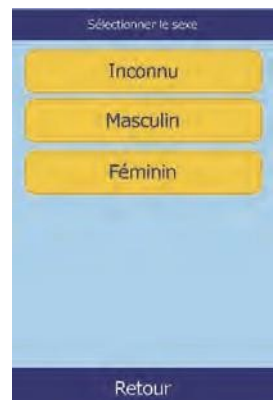 Sélectionner le sexe
Inconnu
Masculin
Féminin
Retour